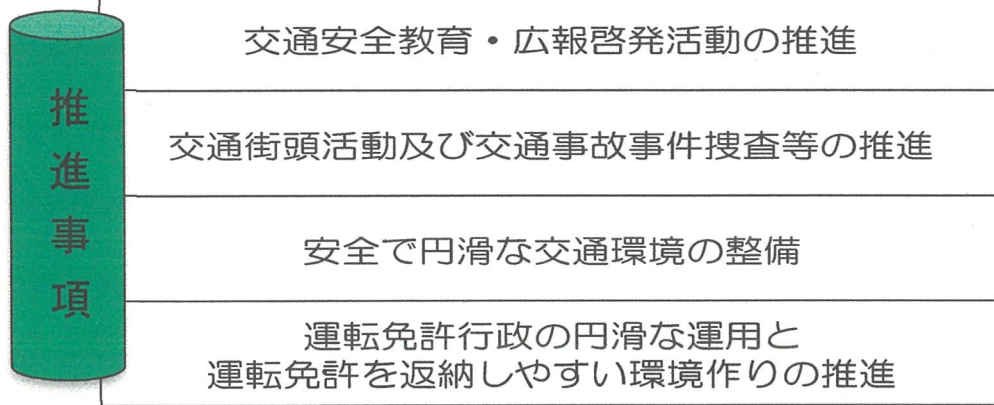 推進事項
交通安全教育・広報啓発活動の推進
交通街頭活動及び交通事故事件捜査等の推進
安全で円滑な交通環境の整備
運転免許行政の円滑な運用と
運転免許を返納しやすい環境作りの推進